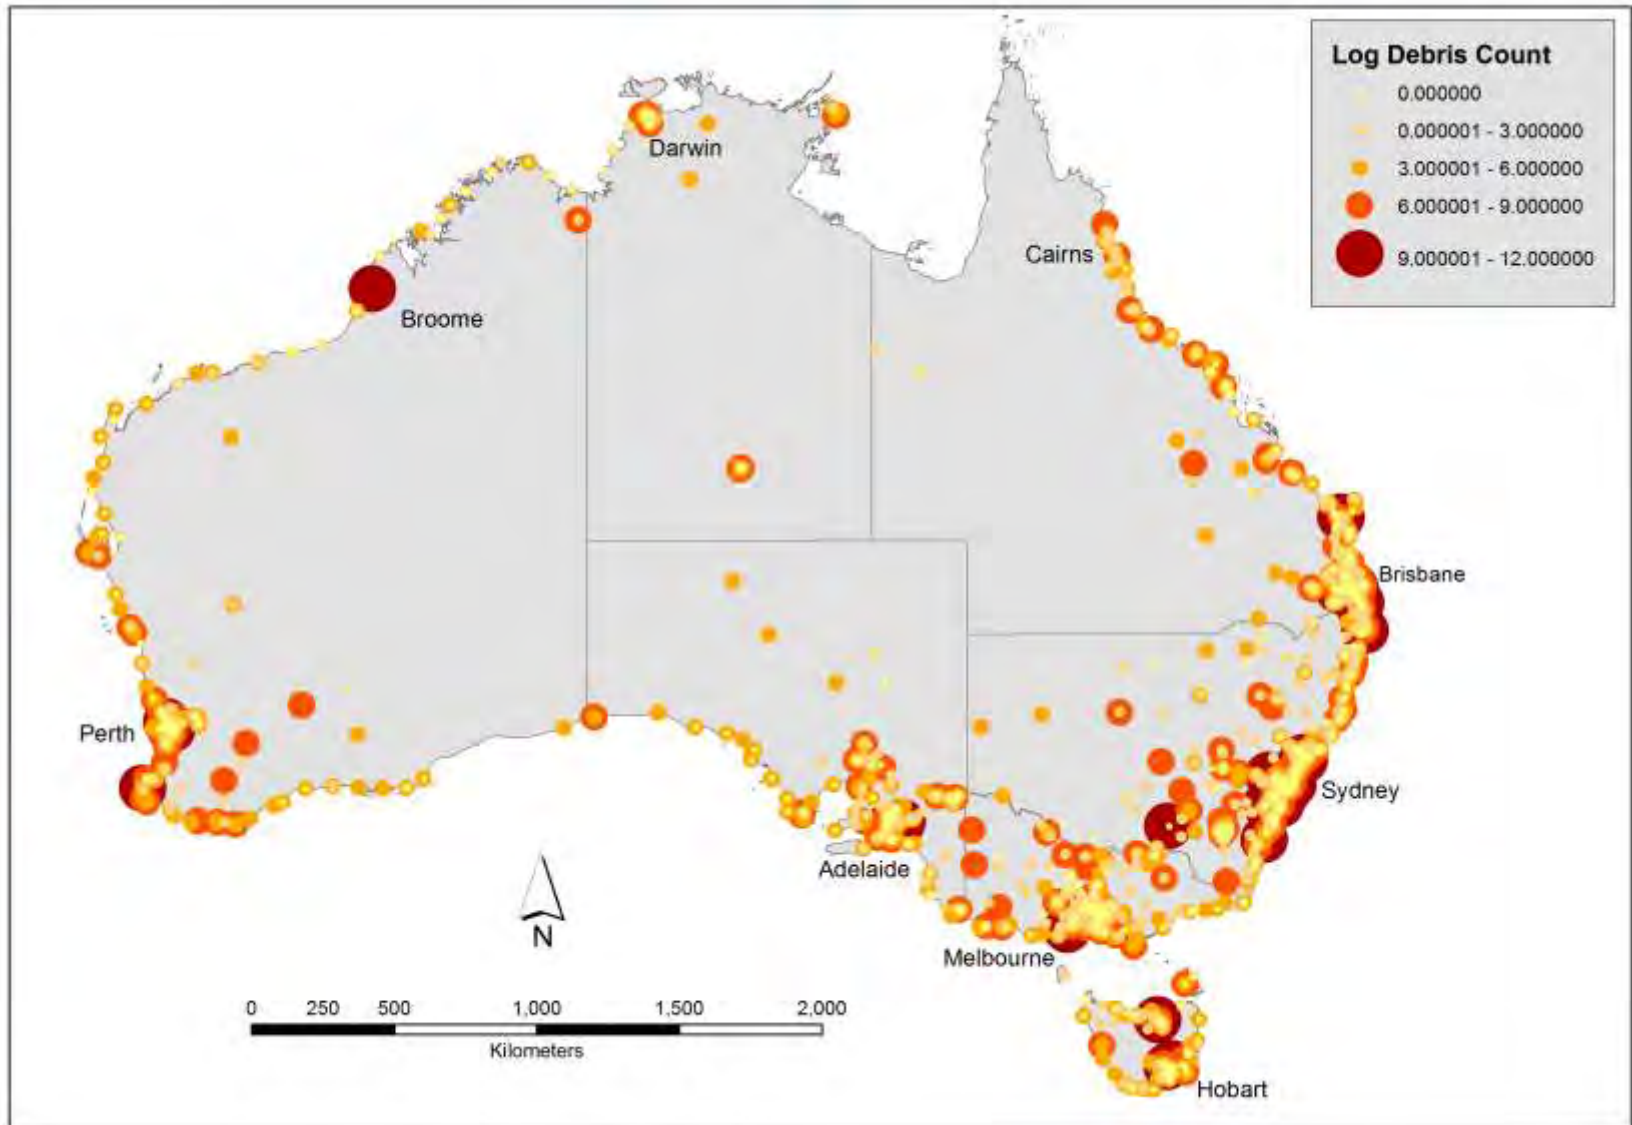 Log Debris Count
0.000000
0.000001 - 3.000000
3.000001 - 6.000000
6.000001 - 9.000000
9.000001 - 12.000000
Darwin
Cairns
Broome
Brisbane
Perth
Sydney
Adelaide
N
Melbourne
0 250 500 1,000 1,500 2,000
Kilometers
Hobart